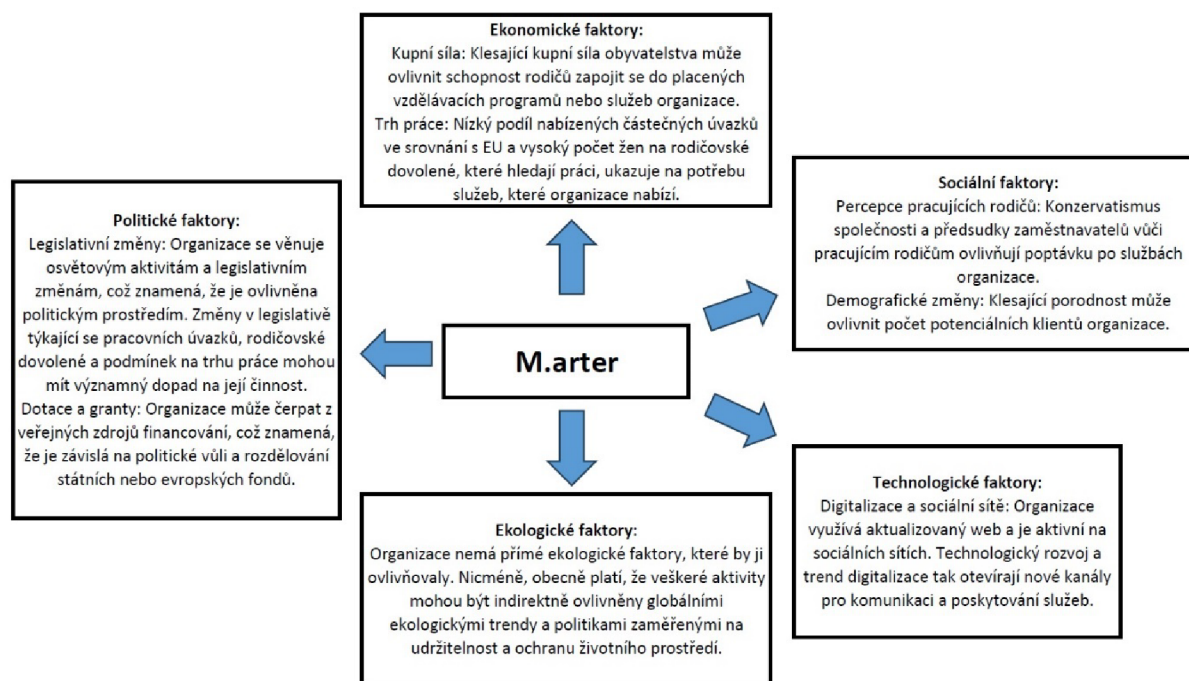 Ekonomické faktory:
Kupní síla: Klesající kupní síla obyvatelstva může
ovlivnit schopnost rodičů zapojit se do placených
vzdělávacích programů nebo služeb organizace.
Trh práce: Nízký podíl nabízených částečných úvazků
ve srovnání s EU a vysoký počet žen na rodičovské
dovolené, které hledají práci, ukazuje na potřebu
služeb, které organizace nabízí.
Politické faktory:
Legislativní změny: Organizace se věnuje
osvětovým aktivitám a legislativním
změnám, což znamená, že je ovlivněna
politickým prostředím. Změny v legislativě
týkající se pracovních úvazků, rodičovské
dovolené a podmínek na trhu práce mohou
mít významný dopad na její činnost.
Dotace a granty: Organizace může čerpat z
veřejných zdrojů financování, což znamená,
že je závislá na politické vůli a rozdělování
státních nebo evropských fondů.
M.arter
Sociální faktory:
Percepce pracujících rodičů: Konzervatismus
společnosti a předsudky zaměstnavatelů vůči
pracujícím rodičům ovlivňují poptávku po službách
organizace.
Demografické změny: Klesající porodnost může
ovlivnit počet potenciálních klientů organizace.
Ekologické faktory:
Organizace nemá přímé ekologické faktory, které by ji
ovlivňovaly. Nicméně, obecně platí, že veškeré aktivity
mohou být indirektně ovlivněny globálními
ekologickými trendy a politikami zaměřenými na
udržitelnost a ochranu životního prostředí.
Technologické faktory:
Digitalizace a sociální sítě: Organizace
využívá aktualizovaný web a je aktivní na
sociálních sítích. Technologický rozvoj a
trend digitalizace tak otevírají nové kanály
pro komunikaci a poskytování služeb.